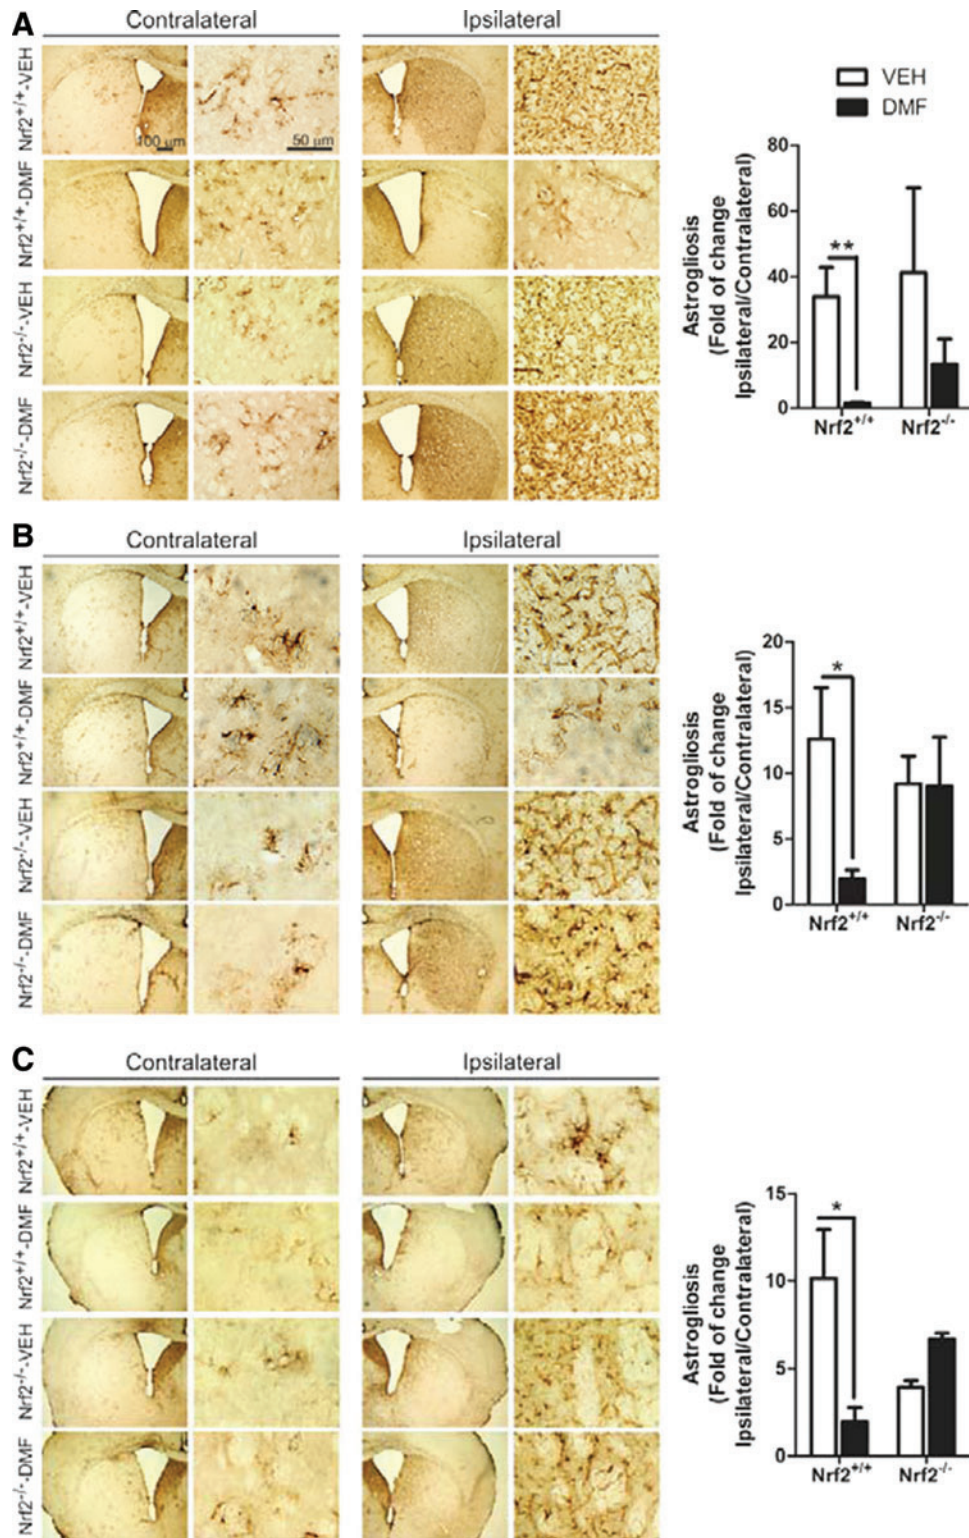 A
Contralateral
Ipsilateral
Nrf2+/+-VEH
Nrf2+/+-DMF
Nrf2-/--VEH
Nrf2-/--DMF
100 µm
50 µm
VEH
DMF
Astrogliosis
(Fold of change
Ipsilateral/Contralateral)
80
60
40
20
0
**
Nrf2+/+
Nrf2-/-
B
Contralateral
Ipsilateral
Nrf2+/+-VEH
Nrf2+/+-DMF
Nrf2-/--VEH
Nrf2-/--DMF
Astrogliosis
(Fold of change
Ipsilateral/Contralateral)
20
15
10
5
0
*
Nrf2+/+
Nrf2-/-
C
Contralateral
Ipsilateral
Nrf2+/+-VEH
Nrf2+/+-DMF
Nrf2-/--VEH
Nrf2-/--DMF
Astrogliosis
(Fold of change
Ipsilateral/Contralateral)
15
10
5
0
*
Nrf2+/+
Nrf2-/-